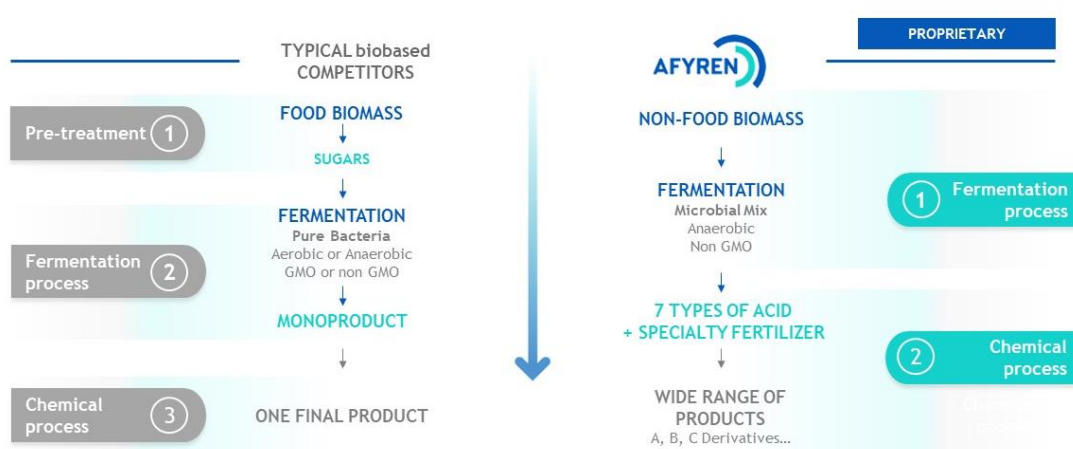 TYPICAL biobased
COMPETITORS
Pre-treatment 1
FOOD BIOMASS
SUGARS
Fermentation
process 2
FERMENTATION
Pure Bacteria
Aerobic or Anaerobic
GMO or non GMO
MONOPRODUCT
Chemical
process 3
ONE FINAL PRODUCT
AFYREN
PROPRIETARY
NON-FOOD BIOMASS
FERMENTATION
Microbial Mix
Anaerobic
Non GMO
1 Fermentation
process
7 TYPES OF ACID
+ SPECIALTY FERTILIZER
2 Chemical
process
WIDE RANGE OF
PRODUCTS
A, B, C Derivatives…